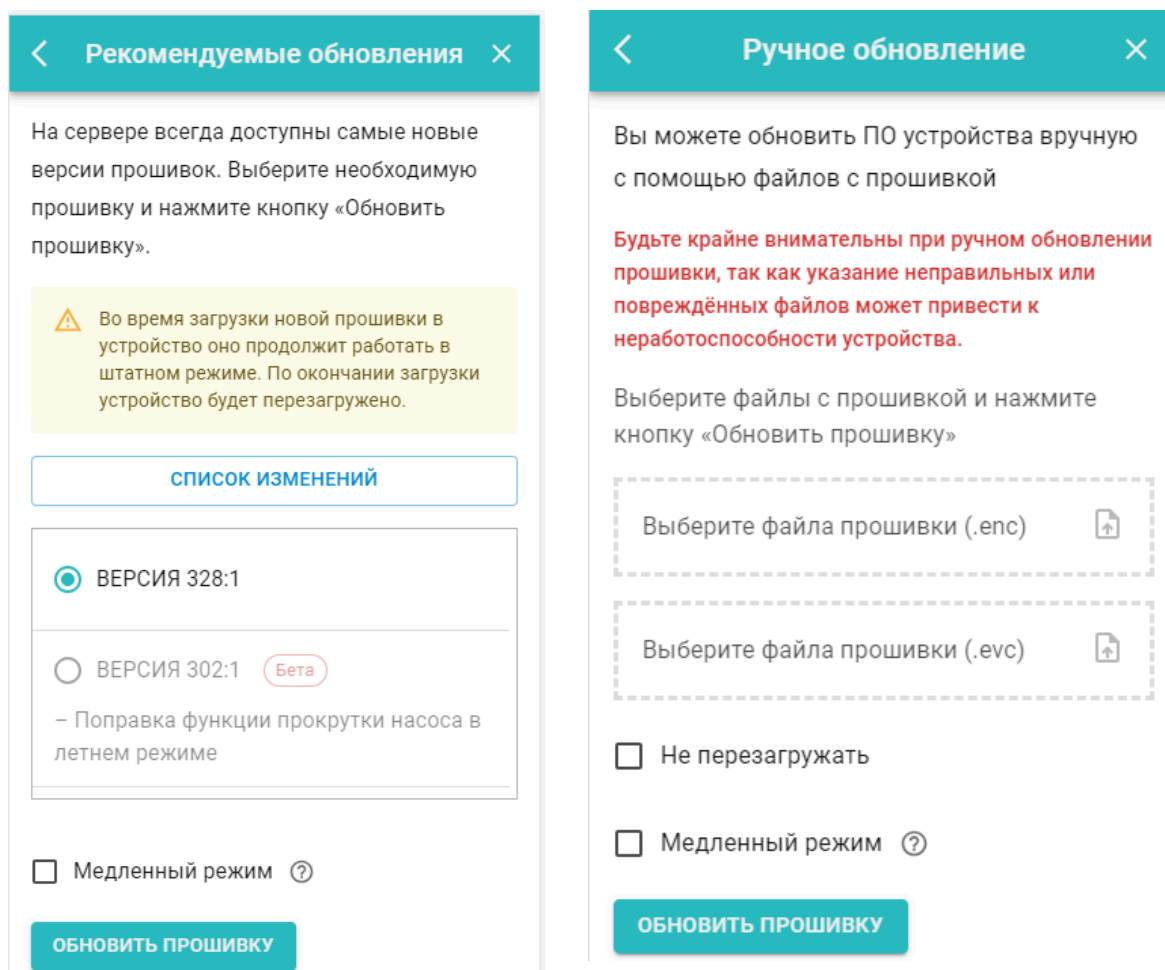 Рекомендуемые обновления
На сервере всегда доступны самые новые
версии прошивок. Выберите необходимую
прошивку и нажмите кнопку «Обновить
прошивку».
Во время загрузки новой прошивки в
устройство оно продолжит работать в
штатном режиме. По окончании загрузки
устройство будет перезагружено.
СПИСОК ИЗМЕНЕНИЙ
ВЕРСИЯ 328:1
ВЕРСИЯ 302:1 Бета
– Поправка функции прокрутки насоса в
летнем режиме
Медленный режим ?
ОБНОВИТЬ ПРОШИВКУ
Ручное обновление
Вы можете обновить ПО устройства вручную
с помощью файлов с прошивкой
Будьте крайне внимательны при ручном обновлении
прошивки, так как указание неправильных или
повреждённых файлов может привести к
неработоспособности устройства.
Выберите файлы с прошивкой и нажмите
кнопку «Обновить прошивку»
Выберите файла прошивки (.enc)
Выберите файла прошивки (.evc)
Не перезагружать
Медленный режим ?
ОБНОВИТЬ ПРОШИВКУ